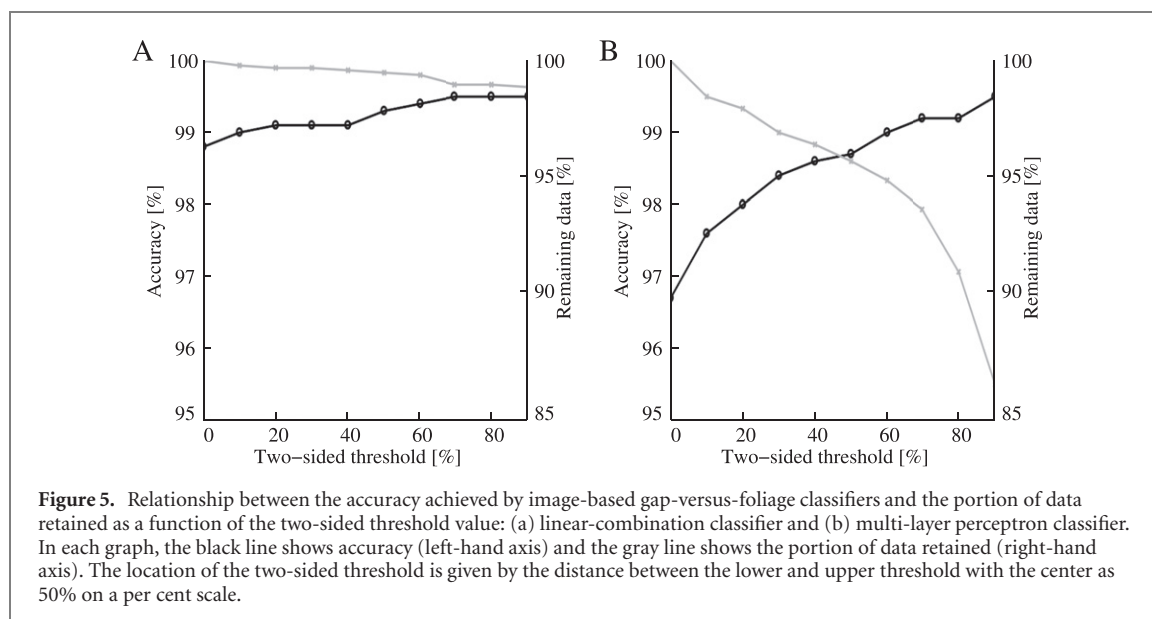 A
B
100
99
98
97
96
95
Accuracy [%]
100
95
90
85
Remaining data [%]
0
20
40
60
80
Two−sided threshold [%]
100
99
98
97
96
95
Accuracy [%]
100
95
90
85
Remaining data [%]
0
20
40
60
80
Two−sided threshold [%]
Figure 5. Relationship between the accuracy achieved by image-based gap-versus-foliage classifiers and the portion of data
retained as a function of the two-sided threshold value: (a) linear-combination classifier and (b) multi-layer perceptron classifier.
In each graph, the black line shows accuracy (left-hand axis) and the gray line shows the portion of data retained (right-hand
axis). The location of the two-sided threshold is given by the distance between the lower and upper threshold with the center as
50% on a per cent scale.